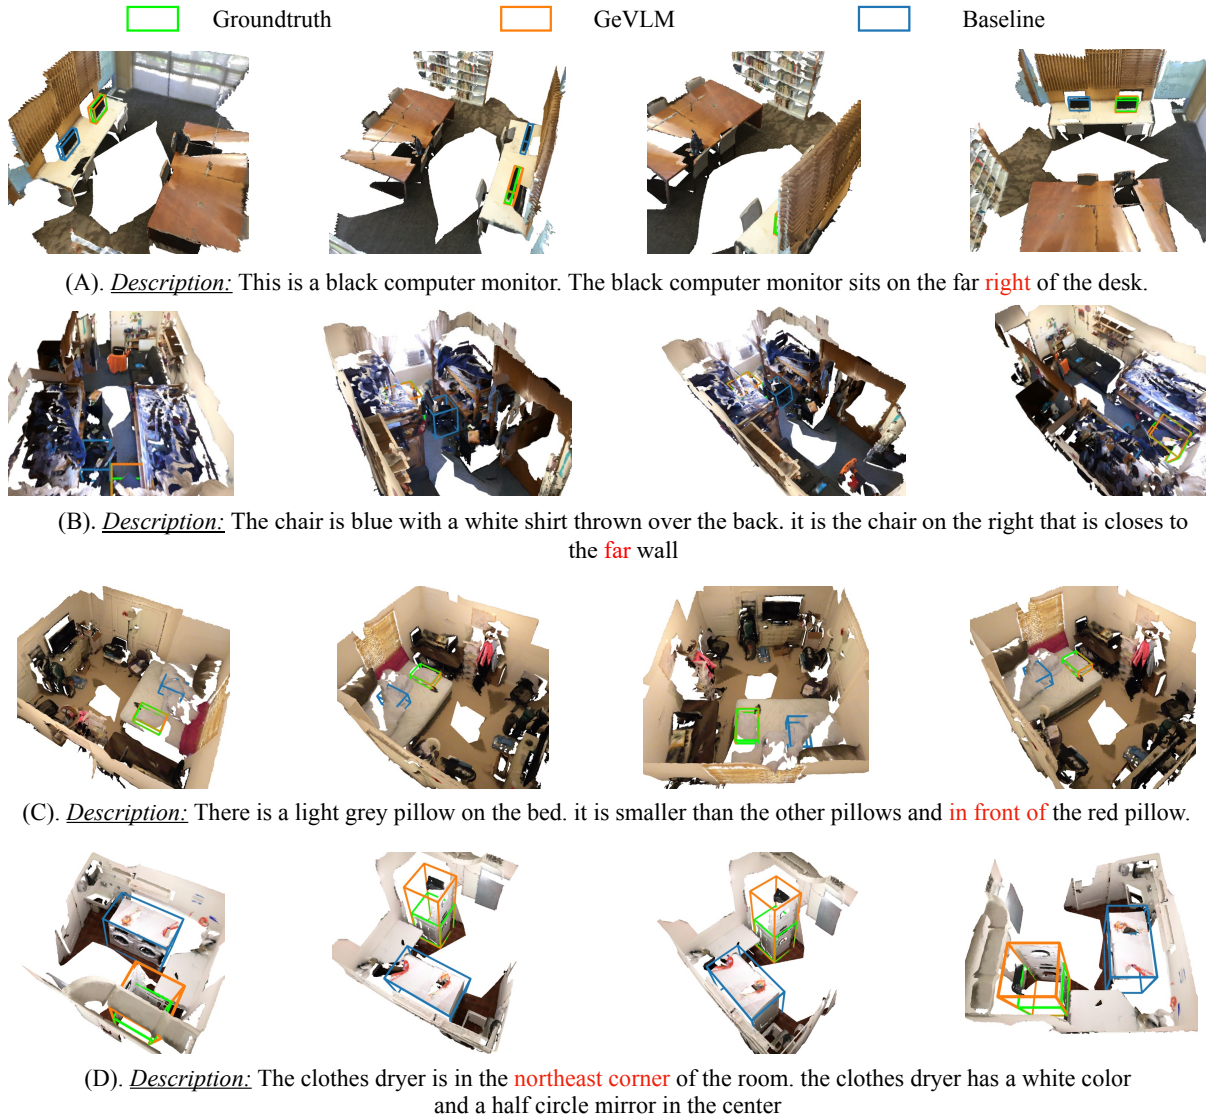 Groundtruth GeVLM Baseline
(A). Description: This is a black computer monitor. The black computer monitor sits on the far right of the desk.
(B). Description: The chair is blue with a white shirt thrown over the back. it is the chair on the right that is closes to
the far wall
(C). Description: There is a light grey pillow on the bed. it is smaller than the other pillows and in front of the red pillow.
(D). Description: The clothes dryer is in the northeast corner of the room. the clothes dryer has a white color
and a half circle mirror in the center